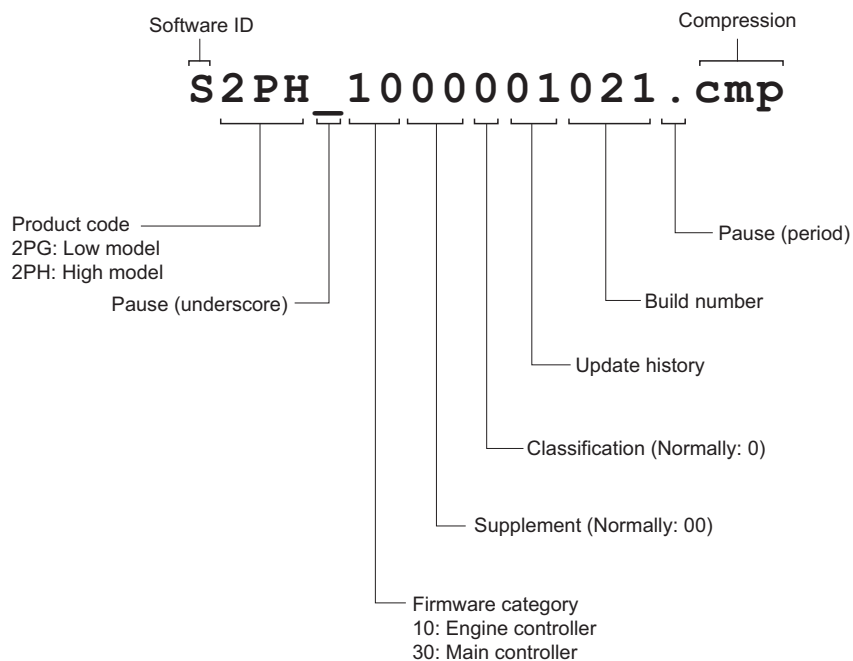 Software ID
Compression
S2PH_1000001021.cmp
Product code
2PG: Low model
2PH: High model
Pause (underscore)
Pause (period)
Build number
Update history
Classification (Normally: 0)
Supplement (Normally: 00)
Firmware category
10: Engine controller
30: Main controller